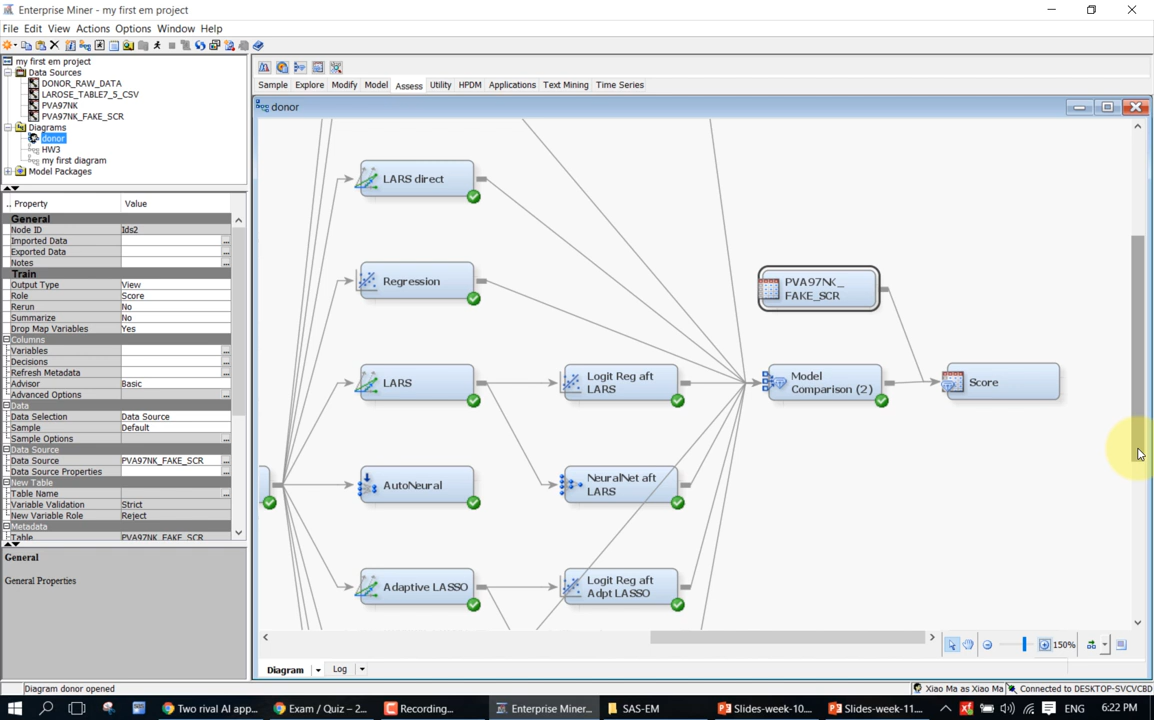 Enterprise Miner - my first em project
File Edit View Actions Options Window Help
my first em project
Data Sources
DONOR_RAW_DATA
LAROSE_TABLE7_5_CSV
PVA97NK
PVA97NK_FAKE_SCR
Diagrams
donor
HW3
my first diagram
Model Packages
.. Property Value
General
Node ID Ids2
Imported Data ...
Exported Data ...
Notes ...
Train
Output Type View
Role Score
Rerun No
Summarize No
Drop Map Variables Yes
Columns
Variables ...
Decisions ...
Refresh Metadata ...
Advisor Basic
Advanced Options ...
Data
Data Selection Data Source
Sample Default
Sample Options ...
Data Source
Data Source PVA97NK_FAKE_SCR ...
Data Source Properties ...
New Table
Table Name ...
Variable Validation Strict
New Variable Role Reject
Metadata
Table PVA97NK_FAKE_SCR
General
General Properties
Sample Explore Modify Model Assess Utility HPDM Applications Text Mining Time Series
donor
LARS direct
Regression
PVA97NK_
FAKE_SCR
LARS
Logit Reg aft
LARS
Model
Comparison (2)
Score
AutoNeural
NeuralNet aft
LARS
Adaptive LASSO
Logit Reg aft
Adpt LASSO
150%
Diagram Log
Diagram donor opened
Xiao Ma as Xiao Ma Connected to DESKTOP-SVCVCBD
Two rival AI app... Exam / Quiz – 2... Recording... Enterprise Miner... SAS-EM Slides-week-10... Slides-week-11... ENG 6:22 PM